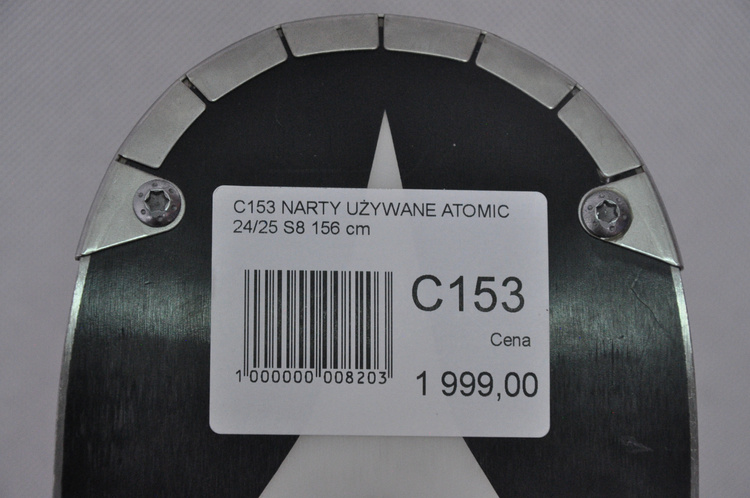 C153 NARTY UŻYWANE ATOMIC
24/25 S8 156 cm
C153
Cena
1 000000 008203
1 999,00